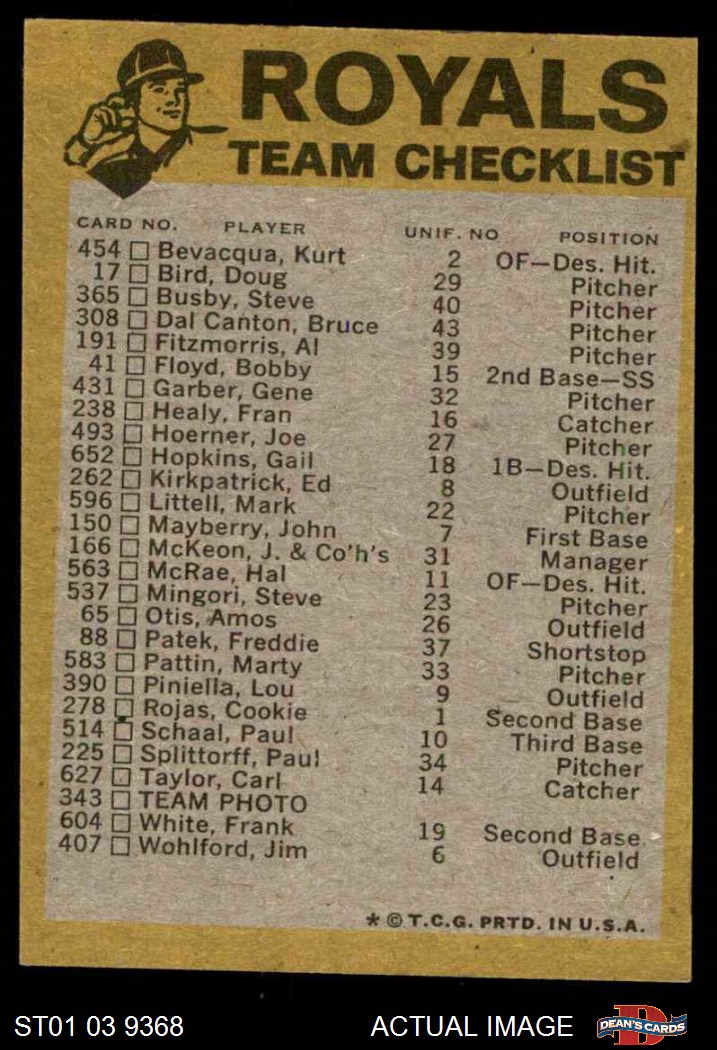 ROYALS
TEAM CHECKLIST
CARD NO. PLAYER UNIF. NO POSITION
454 □ Bevacqua, Kurt 2 OF—Des. Hit.
17 □ Bird, Doug 29 Pitcher
365 □ Busby, Steve 40 Pitcher
308 □ Dal Canton, Bruce 43 Pitcher
191 □ Fitzmorris, Al 39 Pitcher
41 □ Floyd, Bobby 15 2nd Base—SS
431 □ Garber, Gene 32 Pitcher
238 □ Healy, Fran 16 Catcher
493 □ Hoerner, Joe 27 Pitcher
652 □ Hopkins, Gail 18 1B—Des. Hit.
262 □ Kirkpatrick, Ed 8 Outfield
596 □ Littell, Mark 22 Pitcher
150 □ Mayberry, John 7 First Base
166 □ McKeon, J. & Co'h's 31 Manager
563 □ McRae, Hal 11 OF—Des. Hit.
537 □ Mingori, Steve 23 Pitcher
65 □ Otis, Amos 26 Outfield
88 □ Patek, Freddie 37 Shortstop
583 □ Pattin, Marty 33 Pitcher
390 □ Piniella, Lou 9 Outfield
278 □ Rojas, Cookie 1 Second Base
514 □ Schaal, Paul 10 Third Base
225 □ Splittorff, Paul 34 Pitcher
627 □ Taylor, Carl 14 Catcher
343 □ TEAM PHOTO
604 □ White, Frank 19 Second Base
407 □ Wohlford, Jim 6 Outfield
* © T.C.G. PRTD. IN U.S.A.
ST01 03 9368 ACTUAL IMAGE D DEAN'S CARDS